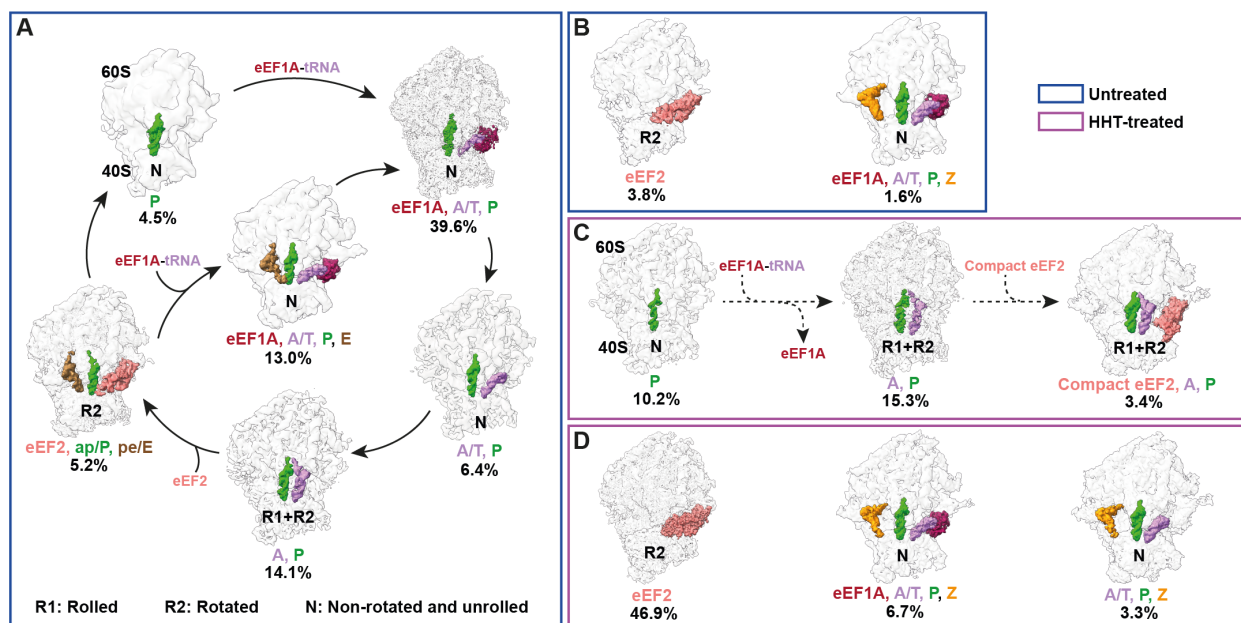 A
60S
40S
N
P
4.5%
eEF1A-tRNA
N
eEF1A, A/T, P
39.6%
eEF1A-tRNA
N
eEF1A, A/T, P, E
13.0%
R2
eEF2, ap/P, pe/E
5.2%
eEF2
R1+R2
A, P
14.1%
N
A/T, P
6.4%
R1: Rolled
R2: Rotated
N: Non-rotated and unrolled
B
R2
eEF2
3.8%
N
eEF1A, A/T, P, Z
1.6%
Untreated
HHT-treated
C
60S
40S
N
P
10.2%
eEF1A-tRNA
eEF1A
R1+R2
A, P
15.3%
Compact eEF2
R1+R2
Compact eEF2, A, P
3.4%
D
R2
eEF2
46.9%
N
eEF1A, A/T, P, Z
6.7%
N
A/T, P, Z
3.3%